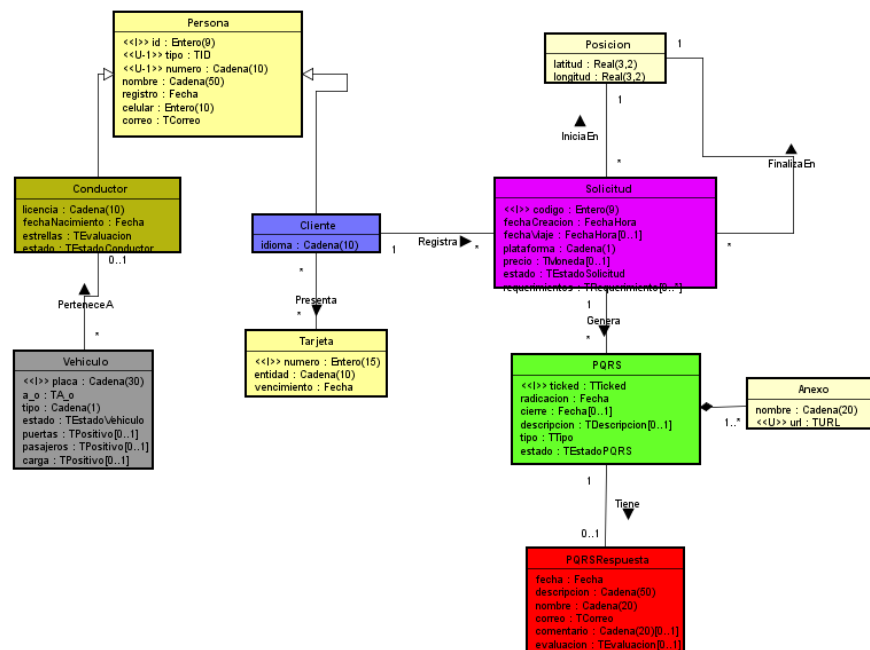 Persona
<<I>> id : Entero(9)
<<U-1>> tipo : TID
<<U-1>> numero : Cadena(10)
nombre : Cadena(50)
registro : Fecha
celular : Entero(10)
correo : TCorreo
Posicion
latitud : Real(3,2)
longitud : Real(3,2)
1
1
IniciaEn
*
FinalizaEn
*
Conductor
licencia : Cadena(10)
fechaNacimiento : Fecha
estrellas : TEvaluacion
estado : TEstadoConductor
0..1
PerteneceA
*
Cliente
idioma : Cadena(10)
1
Registra
*
*
Presenta
*
Solicitud
<<I>> codigo : Entero(9)
fechaCreacion : FechaHora
fechaViaje : FechaHora[0..1]
plataforma : Cadena(1)
precio : TMoneda[0..1]
estado : TEstadoSolicitud
requerimientos : TRequerimiento[0..1]
1
Genera
*
Tarjeta
<<I>> numero : Entero(15)
entidad : Cadena(10)
vencimiento : Fecha
Vehiculo
<<I>> placa : Cadena(30)
a_o : TA_o
tipo : Cadena(1)
estado : TEstadoVehiculo
puertas : TPositivo[0..1]
pasajeros : TPositivo[0..1]
carga : TPositivo[0..1]
PQRS
<<I>> ticked : TTicked
radicacion : Fecha
cierre : Fecha[0..1]
descripcion : TDescripcion[0..1]
tipo : TTipo
estado : TEstadoPQRS
1..*
Anexo
nombre : Cadena(20)
<<U>> url : TURL
1
Tiene
0..1
PQRSRespuesta
fecha : Fecha
descripcion : Cadena(50)
nombre : Cadena(20)
correo : TCorreo
comentario : Cadena(20)[0..1]
evaluacion : TEvaluacion[0..1]